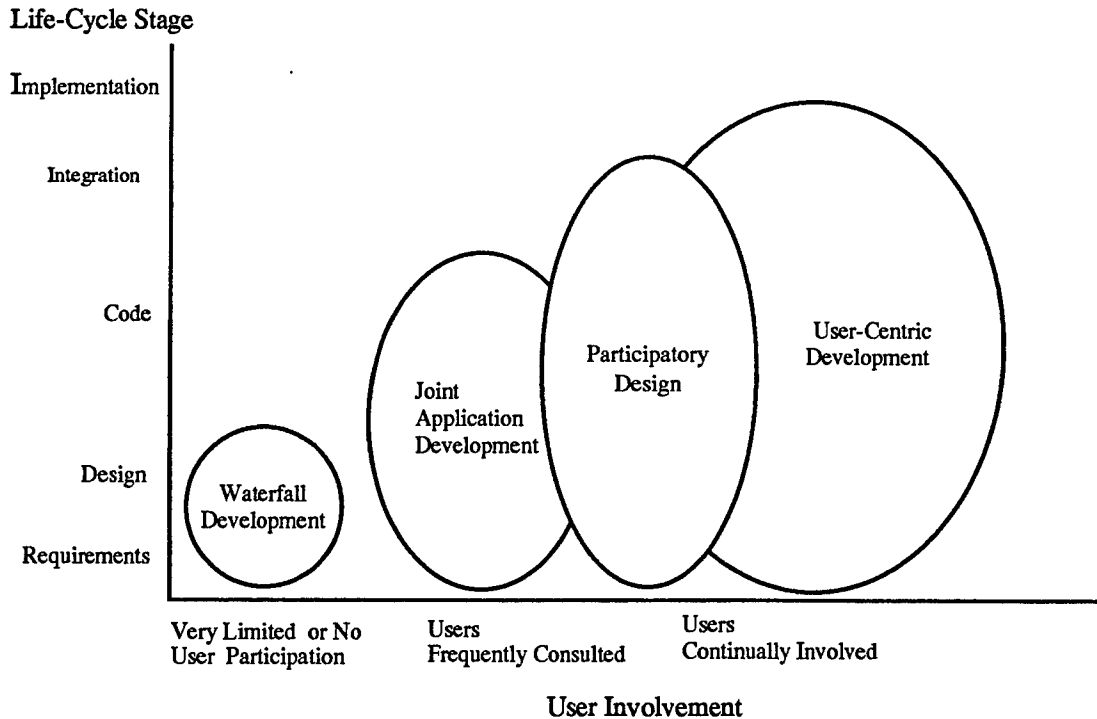 Life-Cycle Stage
Implementation
Integration
Code
Design
Requirements
Waterfall
Development
Joint
Application
Development
Participatory
Design
User-Centric
Development
Very Limited or No
User Participation
Users
Frequently Consulted
Users
Continually Involved
User Involvement